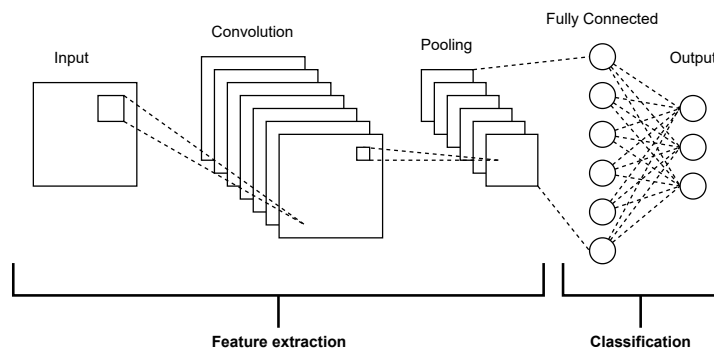 Fully Connected
Convolution
Pooling
Input
Output
Feature extraction
Classification